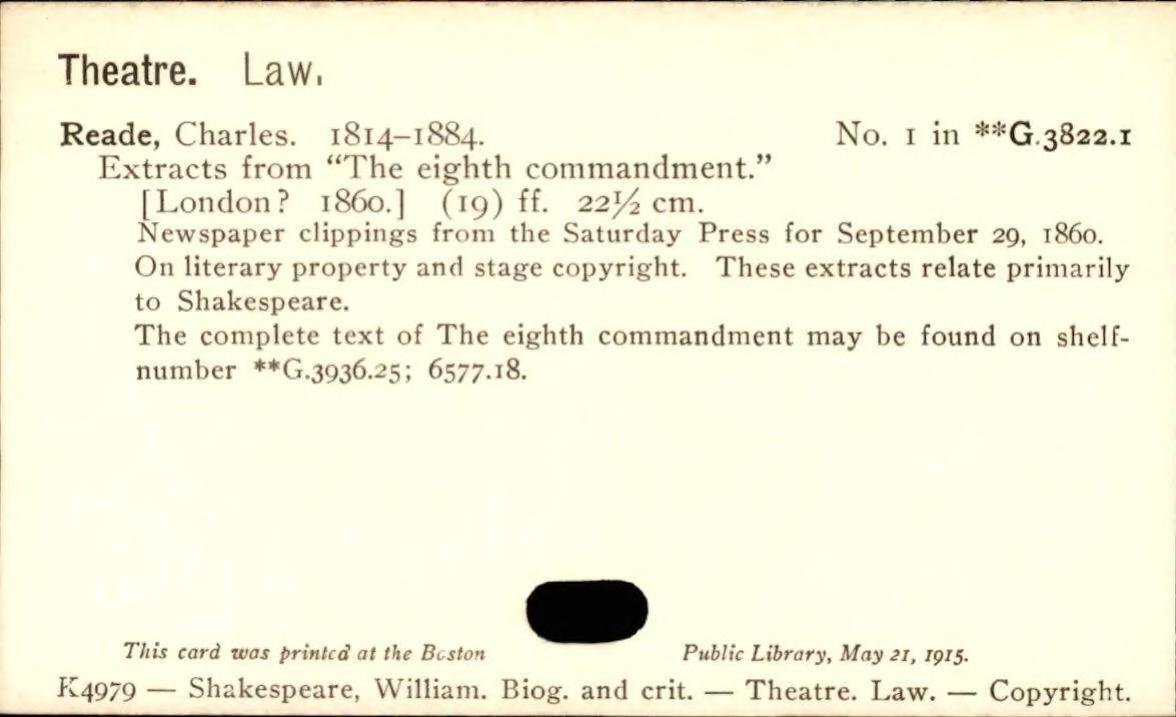 Theatre. Law.
Reade, Charles. 1814–1884. No. 1 in **G.3822.1
Extracts from “The eighth commandment.”
[London? 1860.] (19) ff. 22½ cm.
Newspaper clippings from the Saturday Press for September 29, 1860.
On literary property and stage copyright. These extracts relate primarily
to Shakespeare.
The complete text of The eighth commandment may be found on shelf-
number **G.3936.25; 6577.18.
This card was printed at the Boston Public Library, May 21, 1915.
K4979 — Shakespeare, William. Biog. and crit. — Theatre. Law. — Copyright.